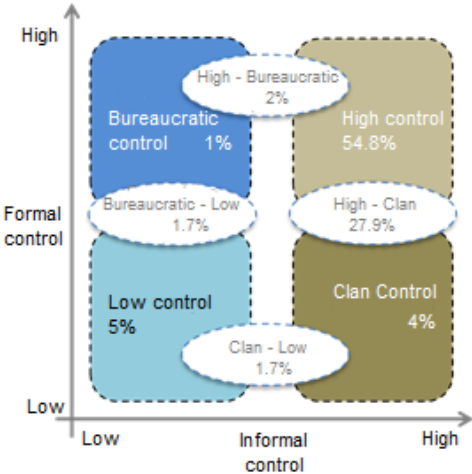 High
High - Bureaucratic
2%
Bureaucratic
control 1%
High control
54.8%
Formal
control
Bureaucratic - Low
1.7%
High - Clan
27.9%
Low control
5%
Clan Control
4%
Clan - Low
1.7%
Low
Low
Informal
control
High